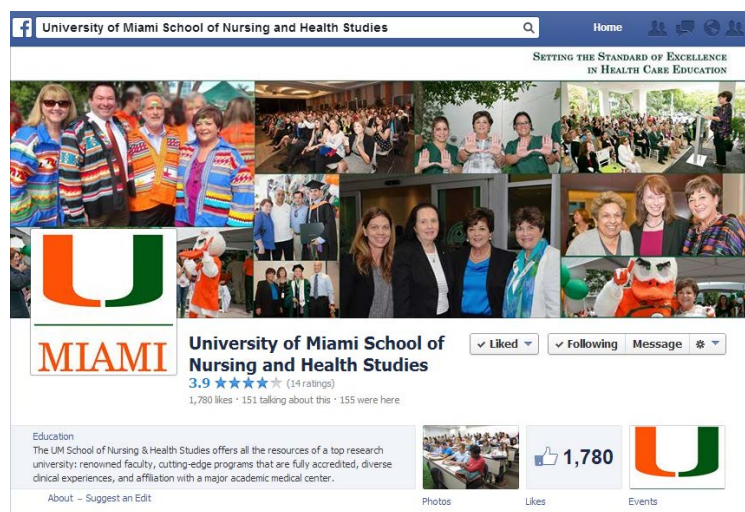 University of Miami School of Nursing and Health Studies
Home
SETTING THE STANDARD OF EXCELLENCE
IN HEALTH CARE EDUCATION
MIAMI
University of Miami School of
Nursing and Health Studies
Liked
Following
Message
3.9 ★★★★★ (14 ratings)
1,780 likes · 151 talking about this · 155 were here
Education
The UM School of Nursing & Health Studies offers all the resources of a top research
university: renowned faculty, cutting-edge programs that are fully accredited, diverse
clinical experiences, and affiliation with a major academic medical center.
About – Suggest an Edit
1,780
Photos
Likes
Events